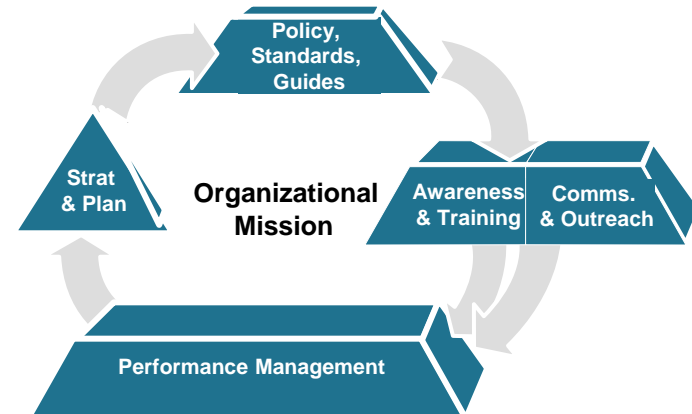 Policy,
Standards,
Guides
Strat
& Plan
Organizational
Mission
Awareness
& Training
Comms.
& Outreach
Performance Management